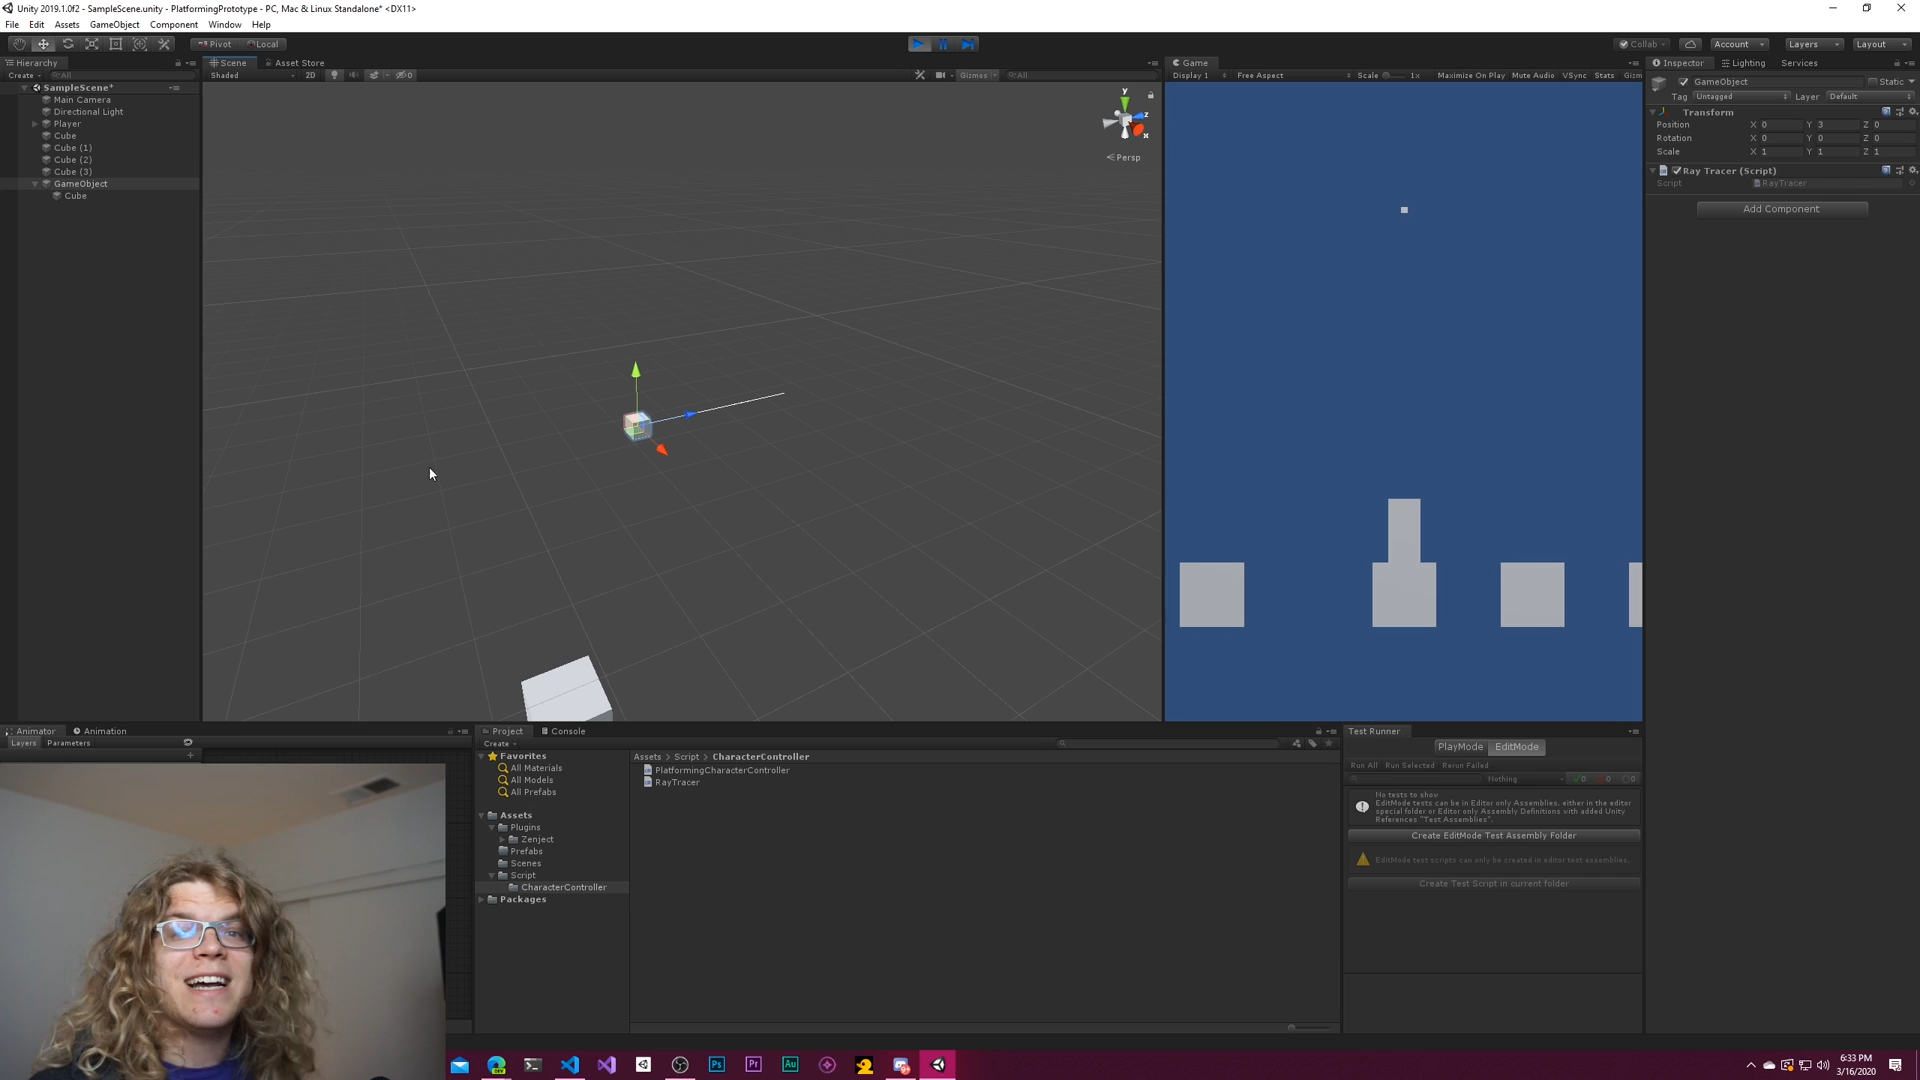 Unity 2019.1.0f2 - SampleScene.unity - PlatformingPrototype - PC, Mac & Linux Standalone* <DX11>
File Edit Assets GameObject Component Window Help
Pivot Local
Collab Account Layers Layout
Hierarchy
Create All
SampleScene*
Main Camera
Directional Light
Player
Cube
Cube (1)
Cube (2)
Cube (3)
GameObject
Cube
Scene Asset Store
Shaded 2D 0 Gizmos All
y
z
x
Persp
Game
Display 1 Free Aspect Scale 1x Maximize On Play Mute Audio VSync Stats Gizm
Inspector Lighting Services
GameObject Static
Tag Untagged Layer Default
Transform
Position X 0 Y 3 Z 0
Rotation X 0 Y 0 Z 0
Scale X 1 Y 1 Z 1
Ray Tracer (Script)
Script RayTracer
Add Component
Animator Animation
Layers Parameters
Project Console
Create
Favorites
All Materials
All Models
All Prefabs
Assets
Plugins
Zenject
Prefabs
Scenes
Script
CharacterController
Packages
Assets > Script > CharacterController
PlatformingCharacterController
RayTracer
Test Runner
PlayMode EditMode
Run All Run Selected Rerun Failed
Nothing 0 0 0
No tests to show
EditMode tests can be in Editor only Assemblies, either in the editor
special folder or Editor only Assembly Definitions with added Unity
References "Test Assemblies".
Create EditMode Test Assembly Folder
EditMode test scripts can only be created in editor test assemblies.
Create Test Script in current folder
Ps Pr Au
6:33 PM
3/16/2020